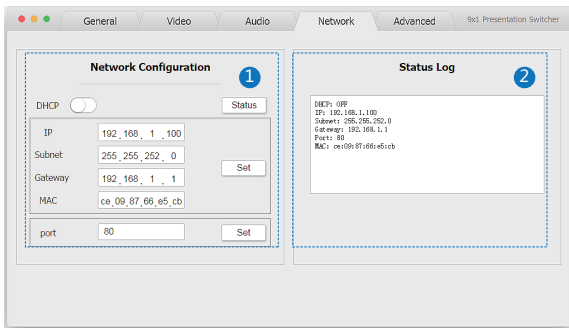 General Video Audio Network Advanced 9x1 Presentation Switcher
Network Configuration
1
DHCP Status
IP 192 . 168 . 1 . 100
Subnet 255 . 255 . 252 . 0
Gateway 192 . 168 . 1 . 1
Set
MAC ce . 09 . 87 . 66 . e5 . cb
port 80 Set
Status Log
2
DHCP: OFF
IP: 192.168.1.100
Subnet: 255.255.252.0
Gateway: 192.168.1.1
Port: 80
MAC: ce:09:87:66:e5:cb